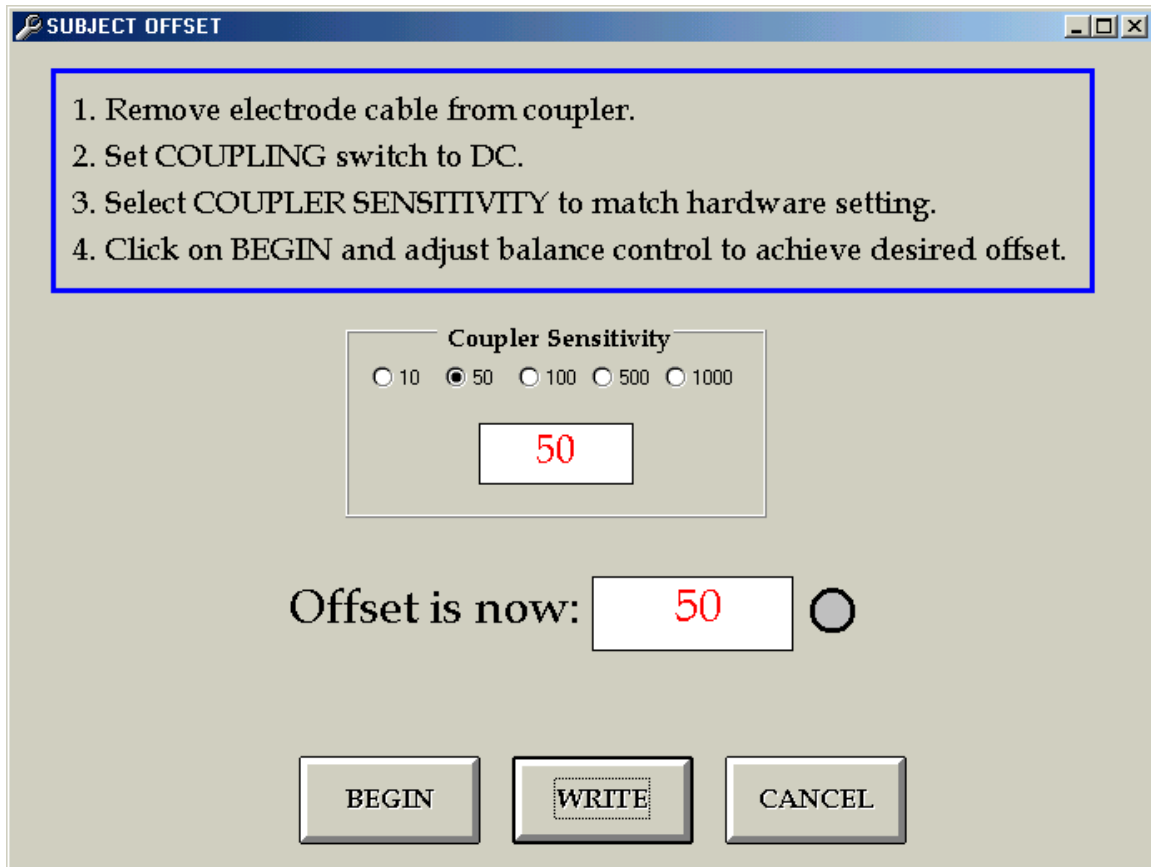 SUBJECT OFFSET
1. Remove electrode cable from coupler.
2. Set COUPLING switch to DC.
3. Select COUPLER SENSITIVITY to match hardware setting.
4. Click on BEGIN and adjust balance control to achieve desired offset.
Coupler Sensitivity
10 50 100 500 1000
50
Offset is now: 50
BEGIN WRITE CANCEL